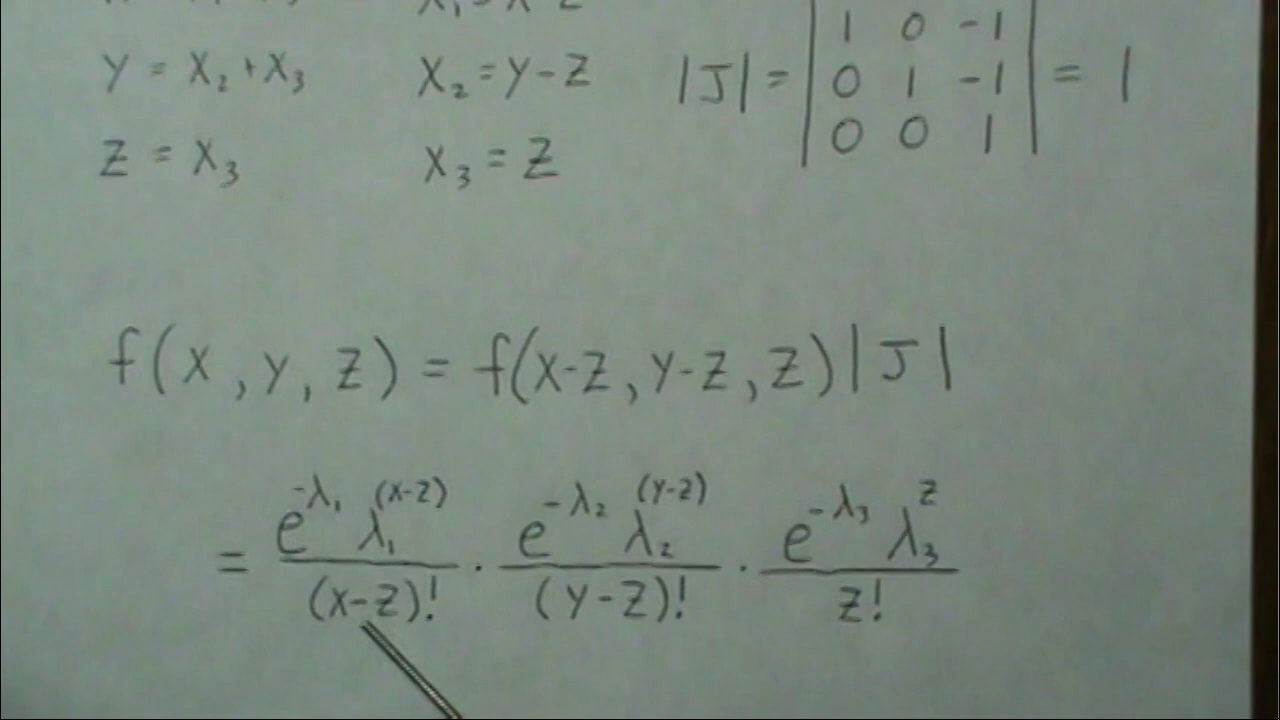 Y = X₂ + X₃   X₂ = Y - Z   |J| = | 1 0 -1 | 0 1 -1 | 0 0 1 | = 1
Z = X₃   X₃ = Z
f(X, Y, Z) = f(X-Z, Y-Z, Z)|J|
= e^{-λ₁} λ₁^{(X-Z)} / (X-Z)! · e^{-λ₂} λ₂^{(Y-Z)} / (Y-Z)! · e^{-λ₃} λ₃^{Z} / Z!